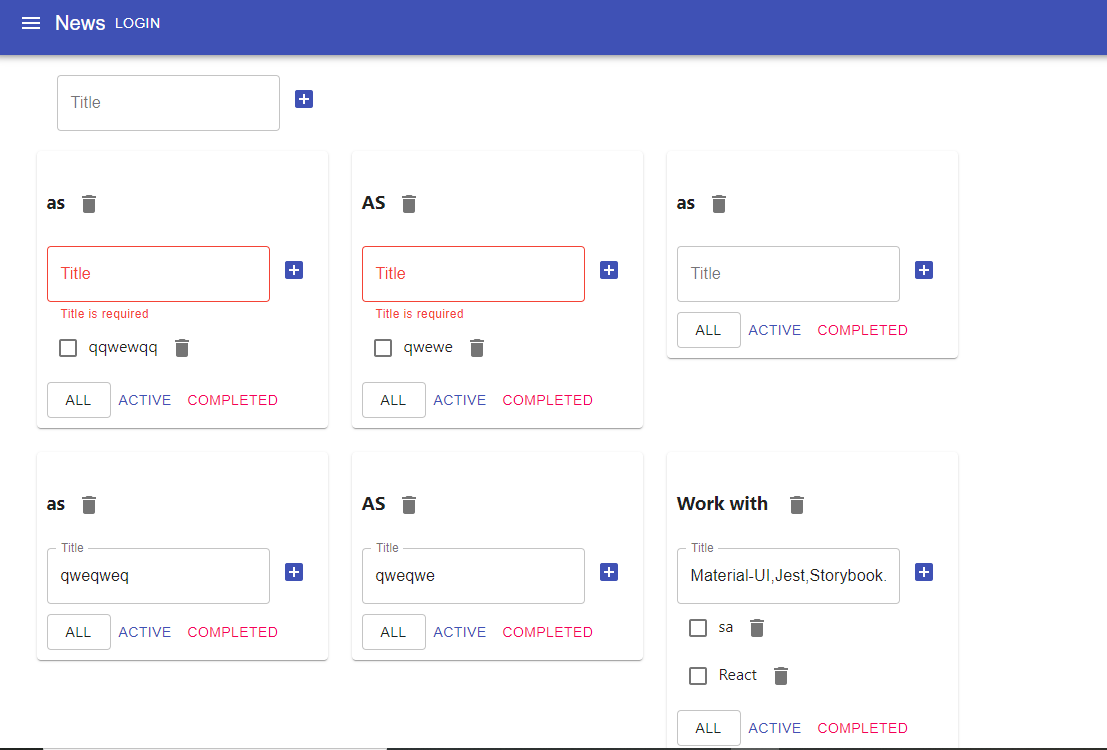 News LOGIN
Title
as
Title
Title is required
qqwewqq
ALL ACTIVE COMPLETED
AS
Title
Title is required
qwewe
ALL ACTIVE COMPLETED
as
Title
ALL ACTIVE COMPLETED
as
Title
qweqweq
ALL ACTIVE COMPLETED
AS
Title
qweqwe
ALL ACTIVE COMPLETED
Work with
Title
Material-UI,Jest,Storybook.
sa
React
ALL ACTIVE COMPLETED